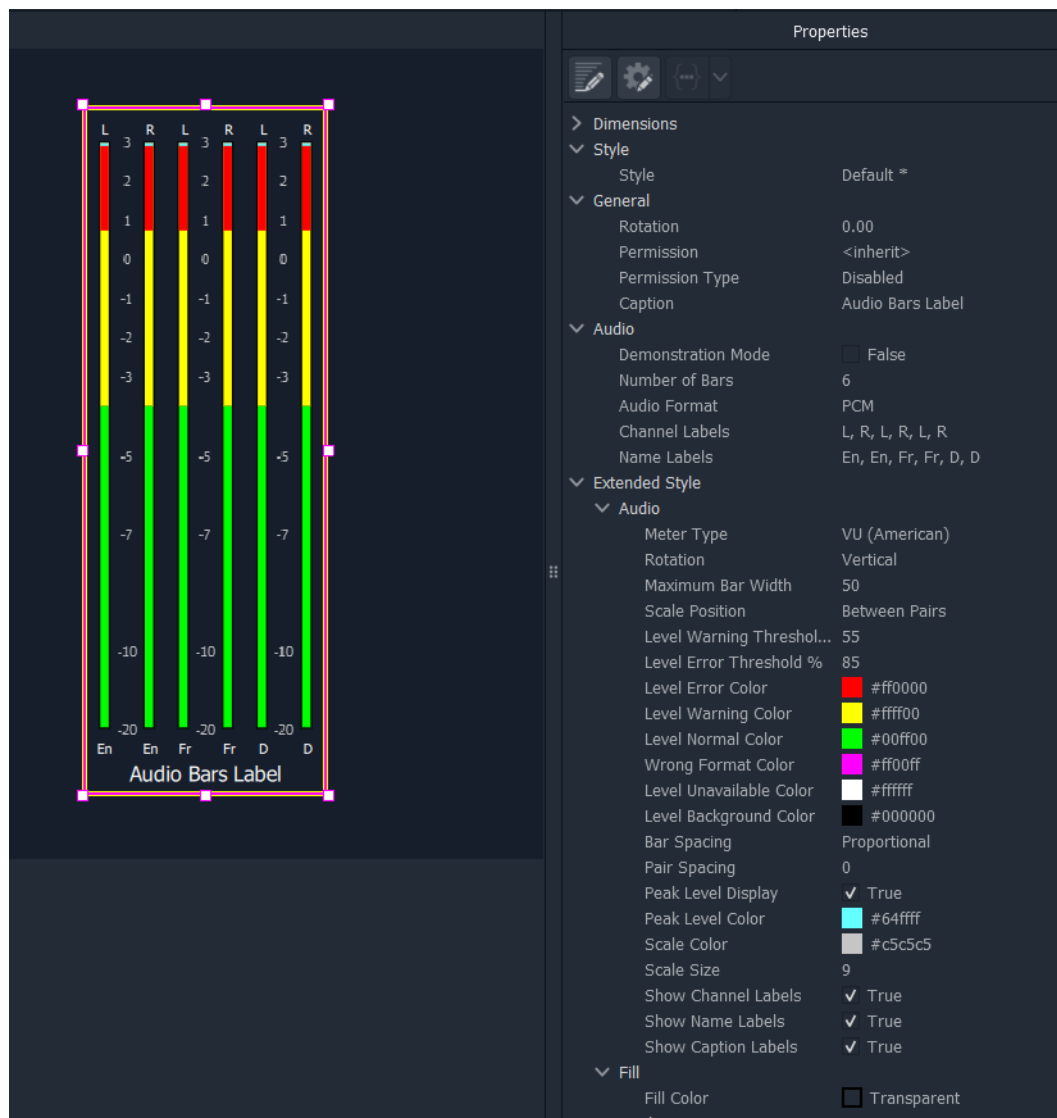 Properties
L R L R L R
3 3 3
2 2 2
1 1 1
0 0 0
-1 -1 -1
-2 -2 -2
-3 -3 -3
-5 -5 -5
-7 -7 -7
-10 -10 -10
-20 -20 -20
En En Fr Fr D D
Audio Bars Label
Dimensions
Style
Style Default *
General
Rotation 0.00
Permission <inherit>
Permission Type Disabled
Caption Audio Bars Label
Audio
Demonstration Mode False
Number of Bars 6
Audio Format PCM
Channel Labels L, R, L, R, L, R
Name Labels En, En, Fr, Fr, D, D
Extended Style
Audio
Meter Type VU (American)
Rotation Vertical
Maximum Bar Width 50
Scale Position Between Pairs
Level Warning Threshol... 55
Level Error Threshold % 85
Level Error Color #ff0000
Level Warning Color #ffff00
Level Normal Color #00ff00
Wrong Format Color #ff00ff
Level Unavailable Color #ffffff
Level Background Color #000000
Bar Spacing Proportional
Pair Spacing 0
Peak Level Display True
Peak Level Color #64ffff
Scale Color #c5c5c5
Scale Size 9
Show Channel Labels True
Show Name Labels True
Show Caption Labels True
Fill
Fill Color Transparent